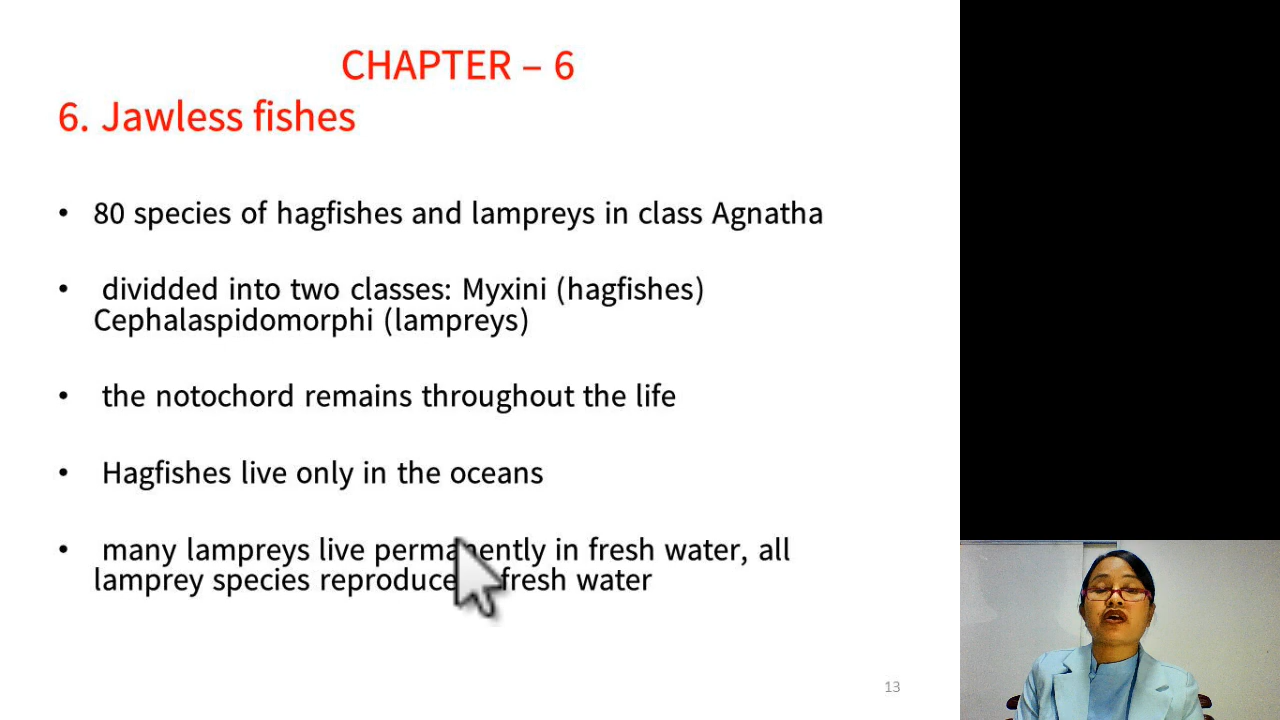 CHAPTER – 6
6. Jawless fishes
• 80 species of hagfishes and lampreys in class Agnatha
• dividded into two classes: Myxini (hagfishes)
Cephalaspidomorphi (lampreys)
• the notochord remains throughout the life
• Hagfishes live only in the oceans
• many lampreys live permanently in fresh water, all
lamprey species reproduce fresh water
13